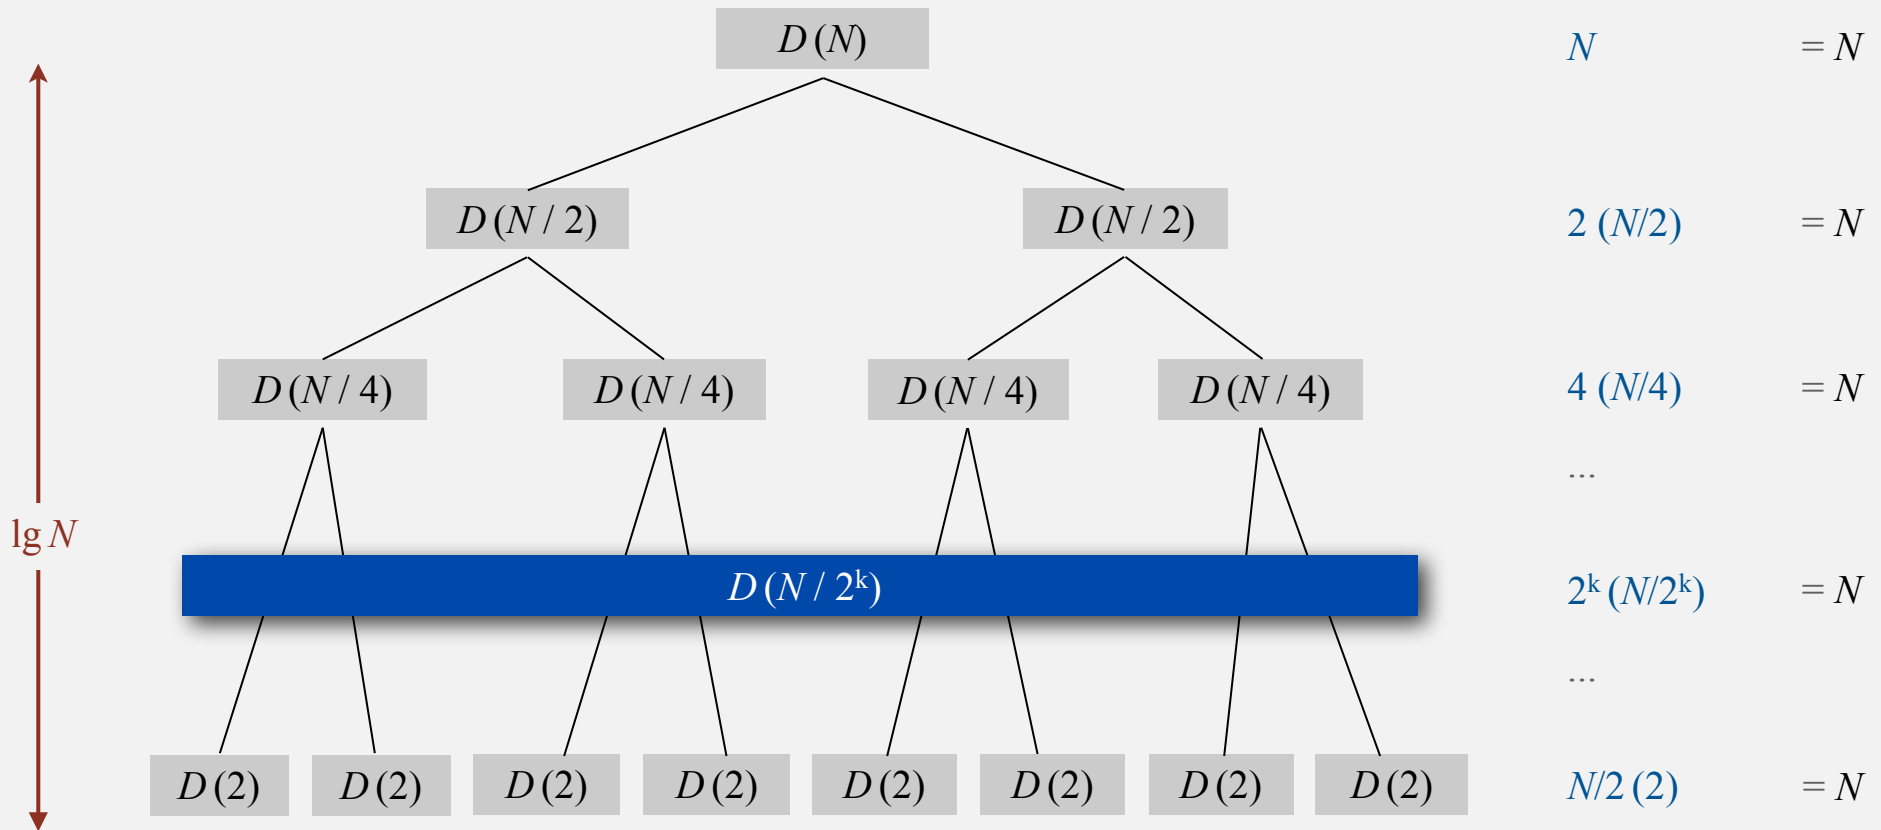 D (N) N = N
D (N / 2) D (N / 2) 2 (N/2) = N
D (N / 4) D (N / 4) D (N / 4) D (N / 4) 4 (N/4) = N
...
lg N
D (N / 2ᵏ) 2ᵏ (N/2ᵏ) = N
...
D (2) D (2) D (2) D (2) D (2) D (2) D (2) D (2) N/2 (2) = N